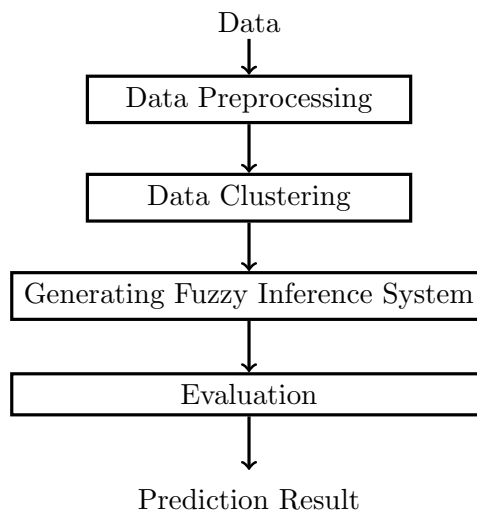 Data
Data Preprocessing
Data Clustering
Generating Fuzzy Inference System
Evaluation
Prediction Result